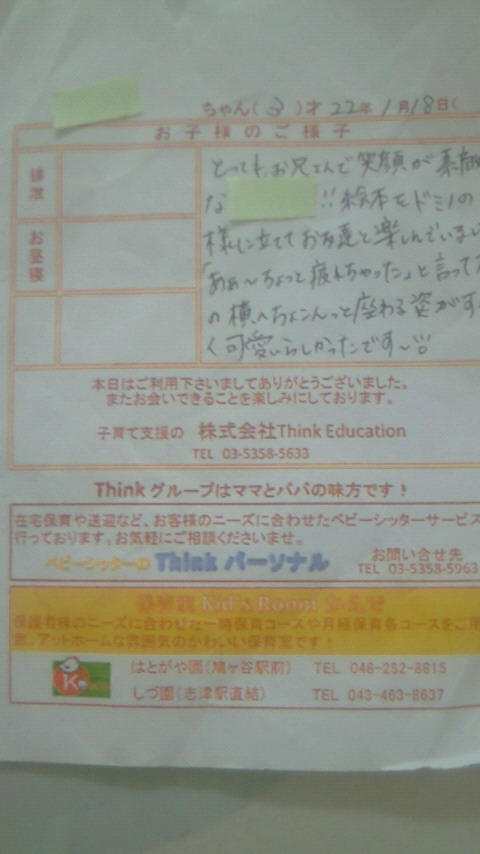 ちゃん(3)才 22年 1月18日(
お子様のご様子
排泄
お昼寝
とっても お兄さんで 笑顔が 素敵
な !! 絵本を ドミノの
様に立てて お友達と楽しんでいまし
「あぁ~ちょっと疲れちゃった」と言って
の横へちょこんっと座わる姿がす
く可愛いらしかったです~
本日はご利用下さいましてありがとうございました。
またお会いできることを楽しみにしております。
子育て支援の 株式会社Think Education
TEL 03-5358-5633
Think グループはママとパパの味方です！
在宅保育や送迎など、お客様のニーズに合わせたベビーシッターサービス
行っております。お気軽にご相談くださいませ。
ベビーシッターの Think パーソナル お問い合せ先
TEL 03-5358-5963
Kid's Room
保護者様のニーズに合わせた一時保育コースや月極保育各コースをご用
意。アットホームな雰囲気のかわいい保育室です！
はとがや園（鳩ヶ谷駅前） TEL 048-282-8815
しづ園（志津駅直結） TEL 043-463-8637